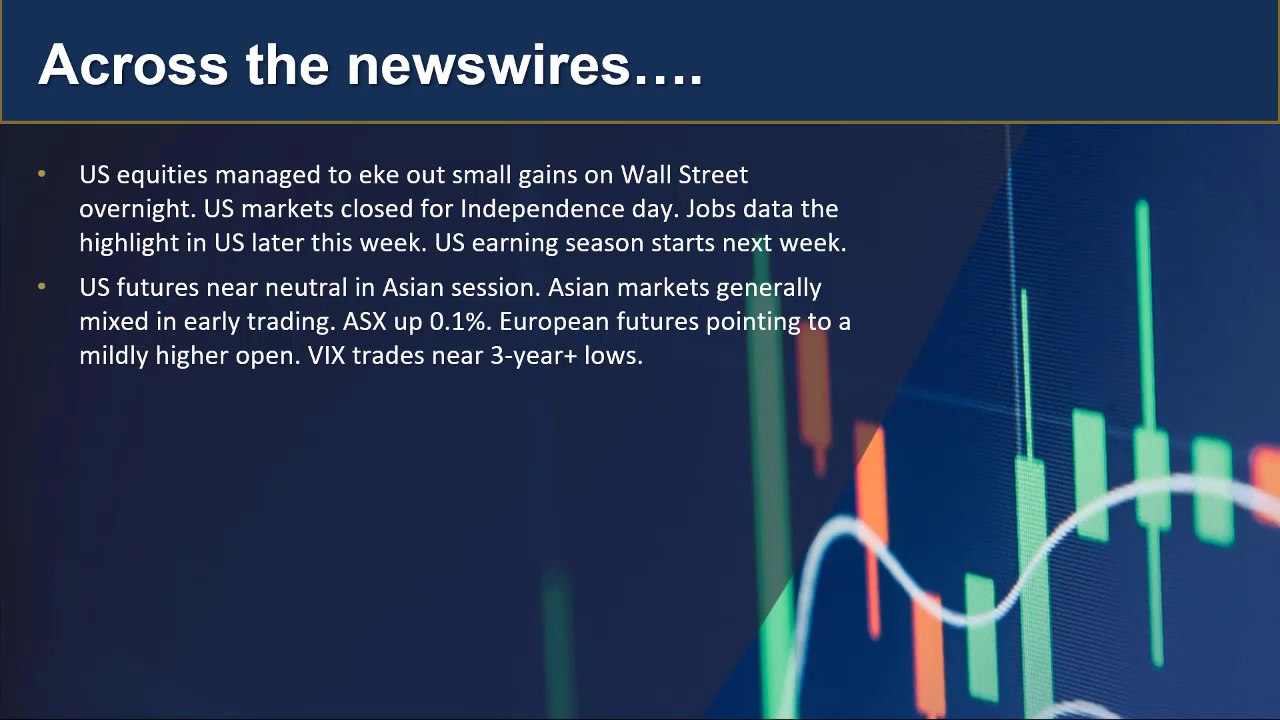 Across the newswires….
• US equities managed to eke out small gains on Wall Street
overnight. US markets closed for Independence day. Jobs data the
highlight in US later this week. US earning season starts next week.
• US futures near neutral in Asian session. Asian markets generally
mixed in early trading. ASX up 0.1%. European futures pointing to a
mildly higher open. VIX trades near 3-year+ lows.